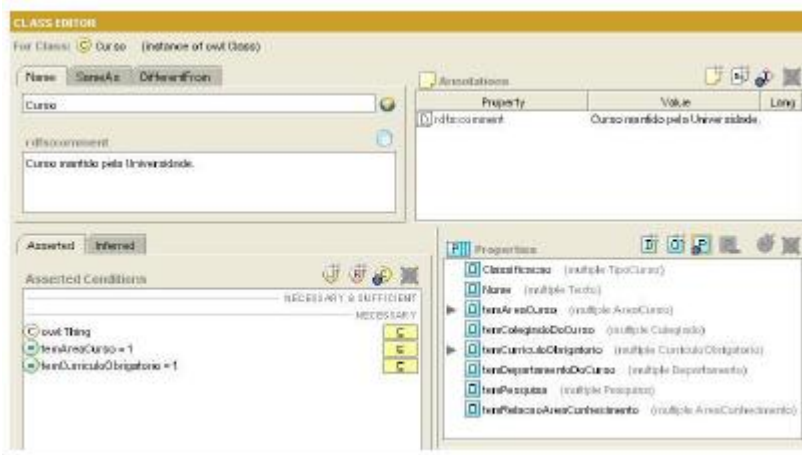 CLASS EDITOR
For Class: Curso (instance of owl:Class)
Name SameAs DifferentFrom
Curso
rdfs:comment
Curso mantido pela Universidade.
Annotations
Property Value Lang
rdfs:comment Curso mantido pela Universidade.
Asserted Inferred
Asserted Conditions
NECESSARY & SUFFICIENT
NECESSARY
owl:Thing
temAreaCurso = 1
temCurriculoObrigatorio = 1
Properties
Classificacao (multiple TipoCurso)
Nome (multiple Texto)
temAreaCurso (multiple AreaCurso)
temColegiadoDoCurso (multiple Colegiado)
temCurriculoObrigatorio (multiple CurriculoObrigatorio)
temDepartamentoDoCurso (multiple Departamento)
temPesquisa (multiple Pesquisa)
temRelacaoAreaConhecimento (multiple AreaConhecimento)